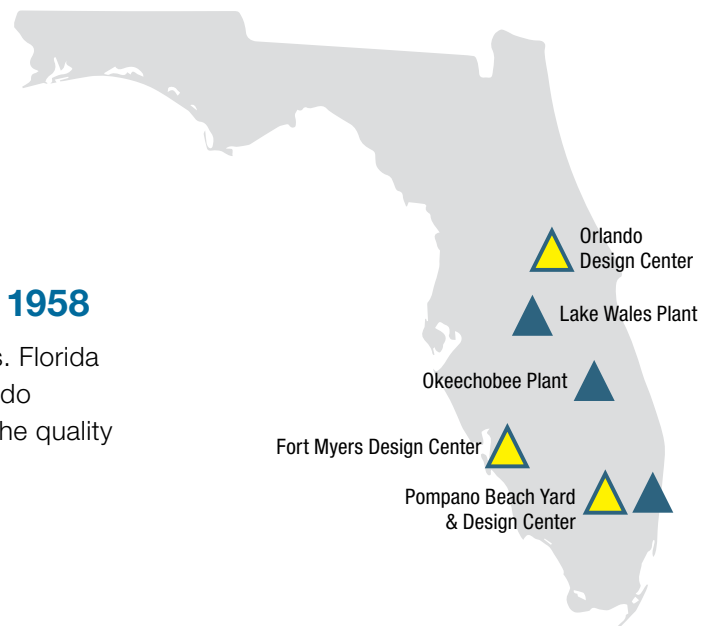 1958
s. Florida
do
he quality
Orlando
Design Center
Lake Wales Plant
Okeechobee Plant
Fort Myers Design Center
Pompano Beach Yard
& Design Center